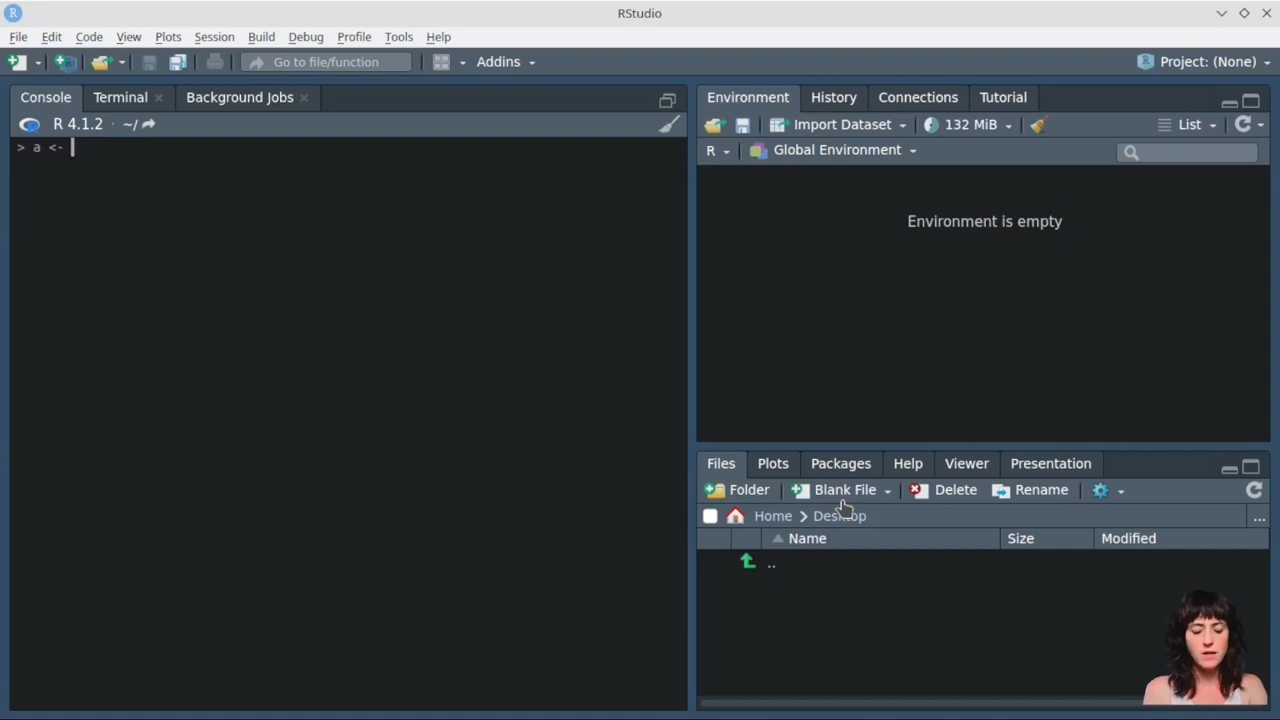 R RStudio
File Edit Code View Plots Session Build Debug Profile Tools Help
Go to file/function Addins R Project: (None)
Console Terminal Background Jobs
R 4.1.2 · ~/
> a <-
Environment History Connections Tutorial
Import Dataset 132 MiB List
R Global Environment
Environment is empty
Files Plots Packages Help Viewer Presentation
Folder Blank File Delete Rename
Home Desktop ...
Name Size Modified
..